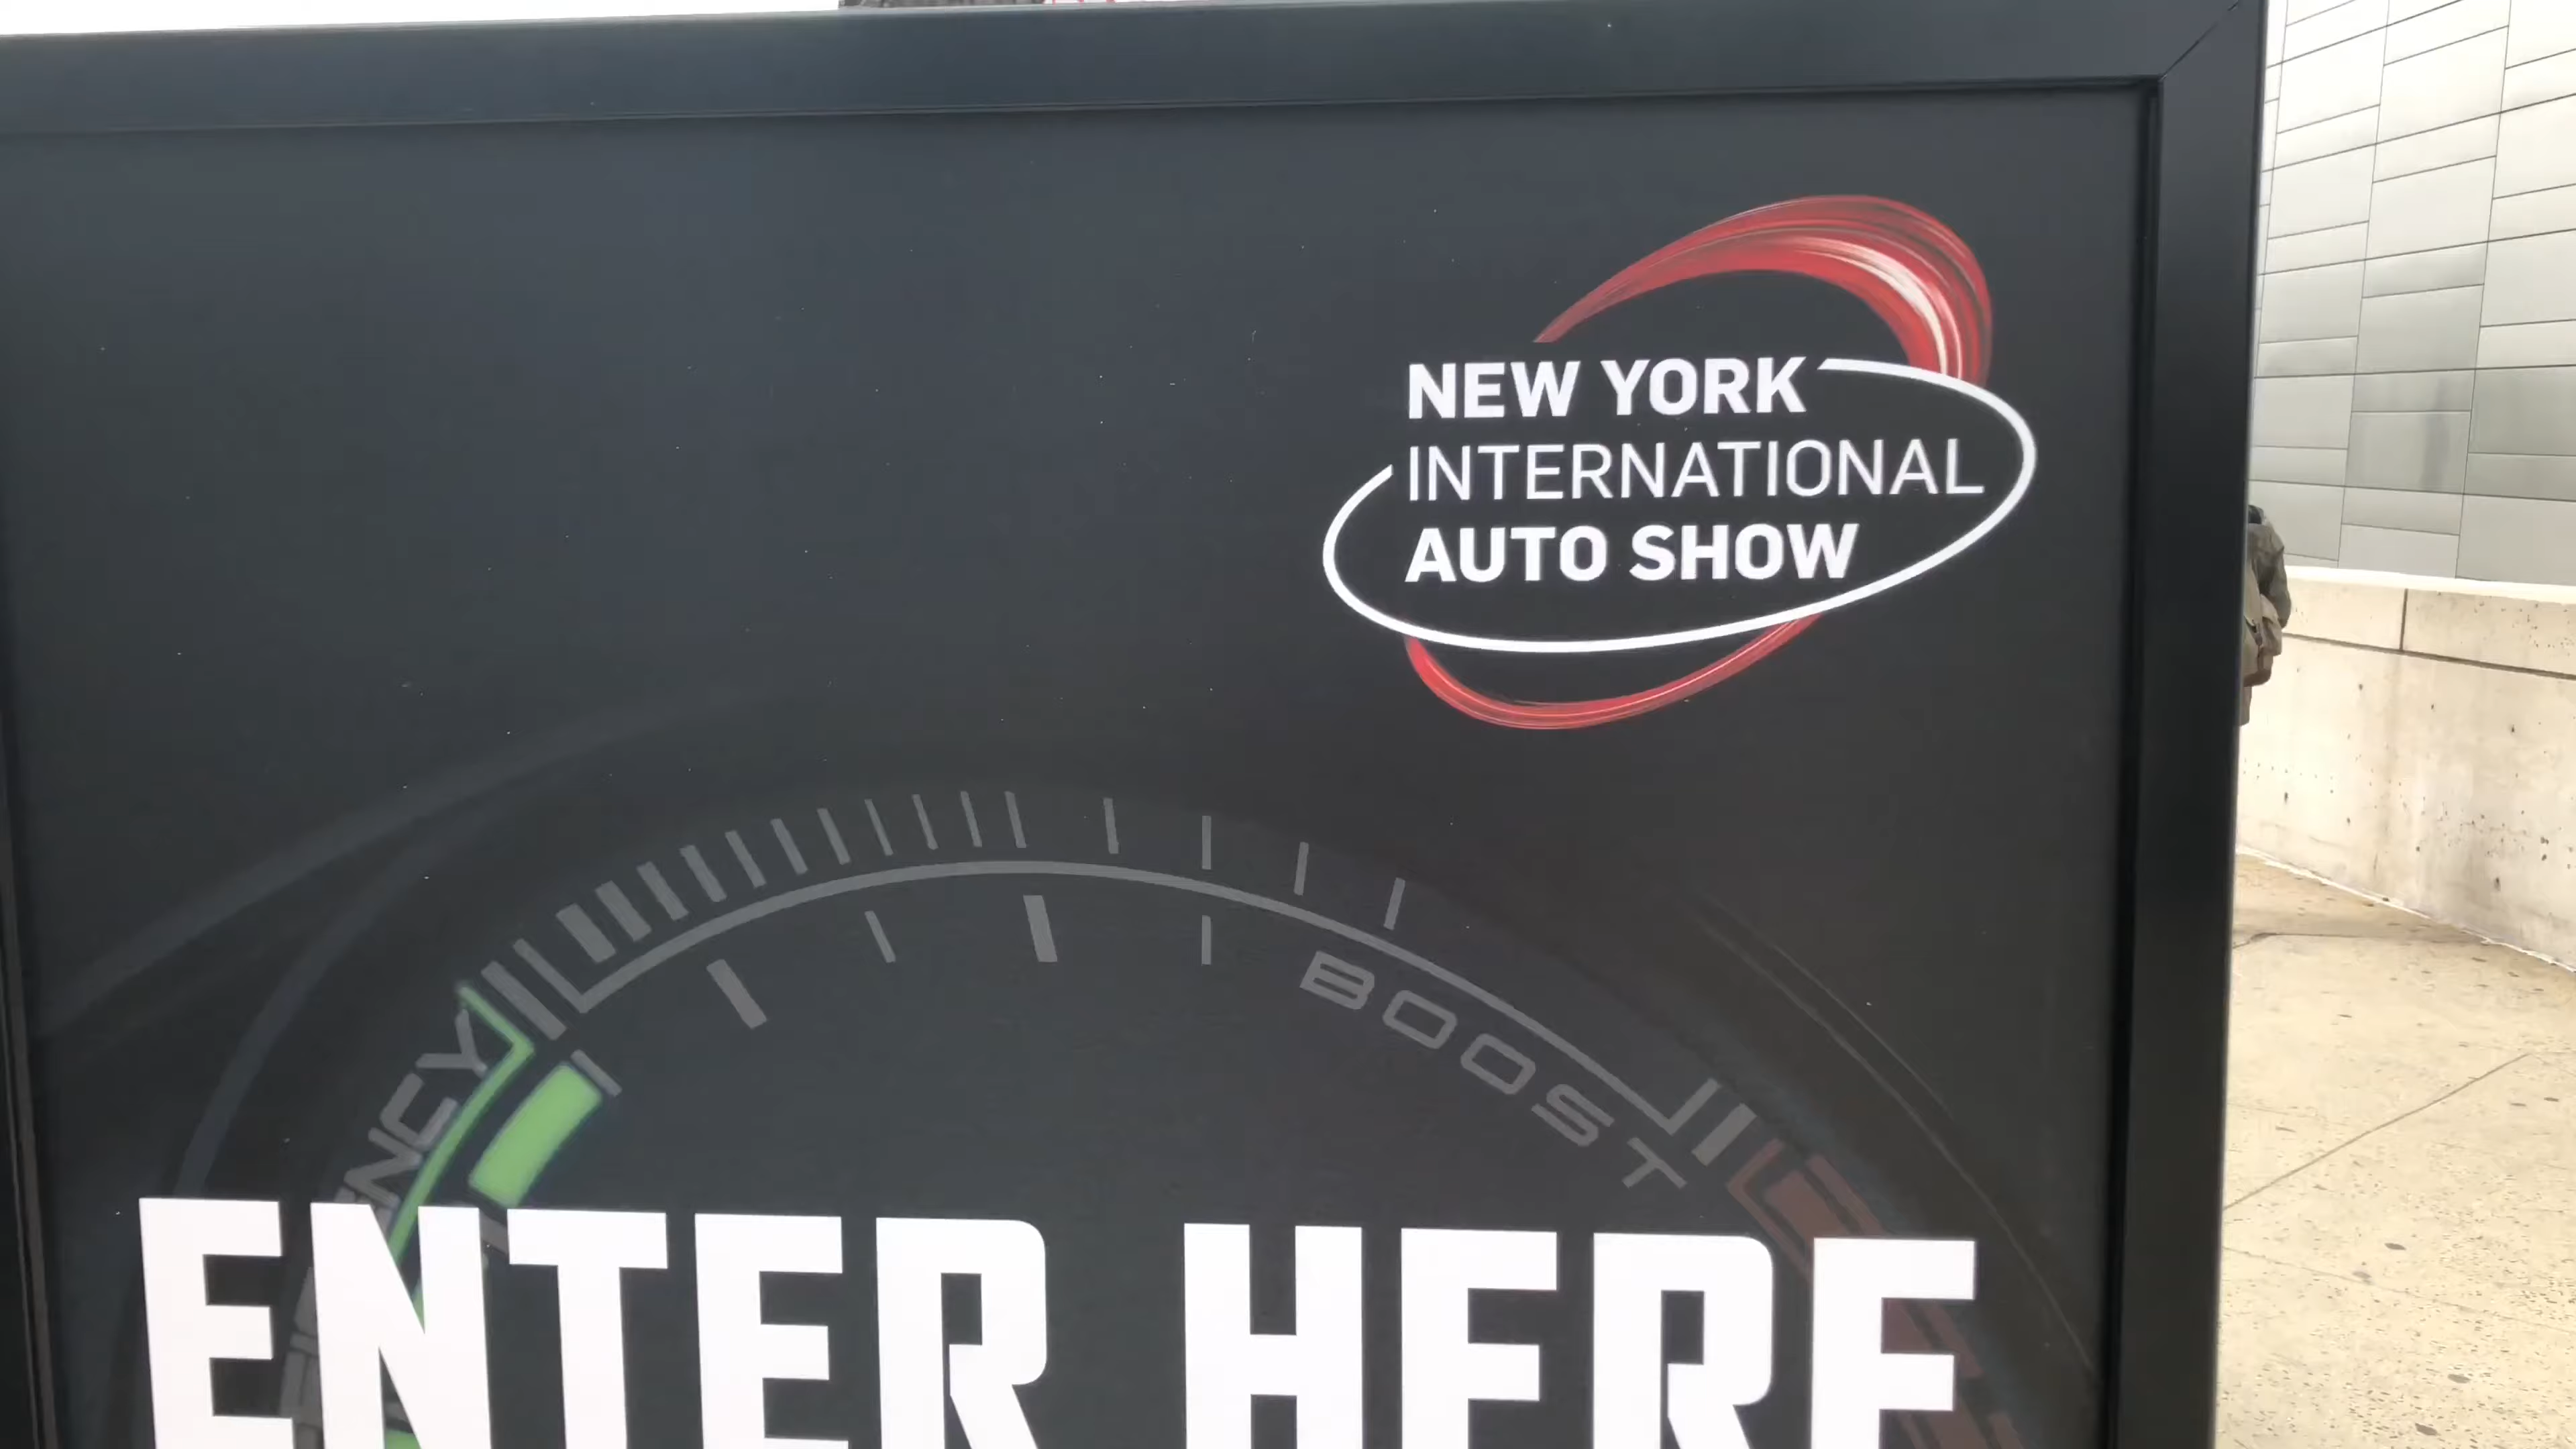 NEW YORK
INTERNATIONAL
AUTO SHOW
BOOST
ENTER HERE